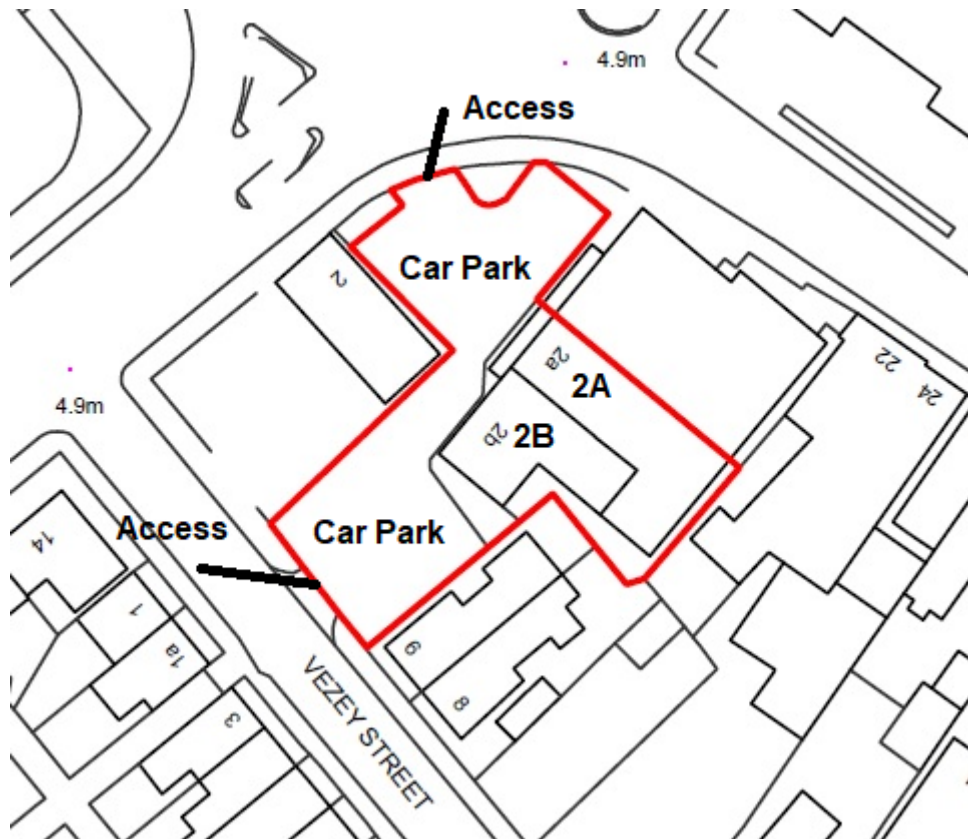 4.9m
Access
Car Park
2
22
24
2a
2A
4.9m
2b
2B
Access
Car Park
14
1
1a
6
3
8
VEZEY STREET